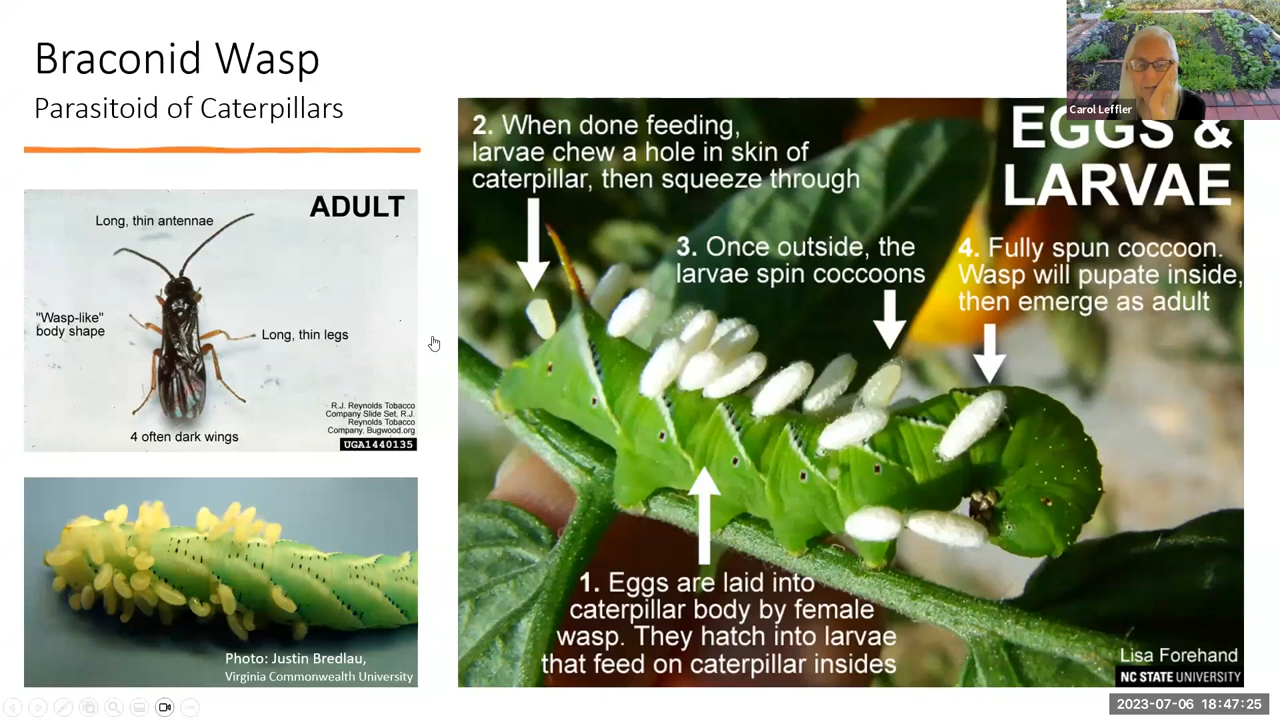 Braconid Wasp
Parasitoid of Caterpillars
Carol Leffler
ADULT
Long, thin antennae
"Wasp-like"
body shape
Long, thin legs
R.J. Reynolds Tobacco
Company Slide Set, R.J.
Reynolds Tobacco
Company, Bugwood.org
4 often dark wings
UGA1440135
Photo: Justin Bredlau,
Virginia Commonwealth University
EGGS &
LARVAE
2. When done feeding,
larvae chew a hole in skin of
caterpillar, then squeeze through
3. Once outside, the
larvae spin coccoons
4. Fully spun coccoon.
Wasp will pupate inside,
then emerge as adult
1. Eggs are laid into
caterpillar body by female
wasp. They hatch into larvae
that feed on caterpillar insides
Lisa Forehand
NC STATE UNIVERSITY
2023-07-06 18:47:25